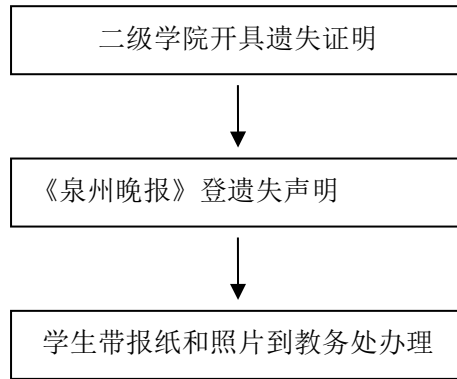 二级学院开具遗失证明
《泉州晚报》登遗失声明
学生带报纸和照片到教务处办理